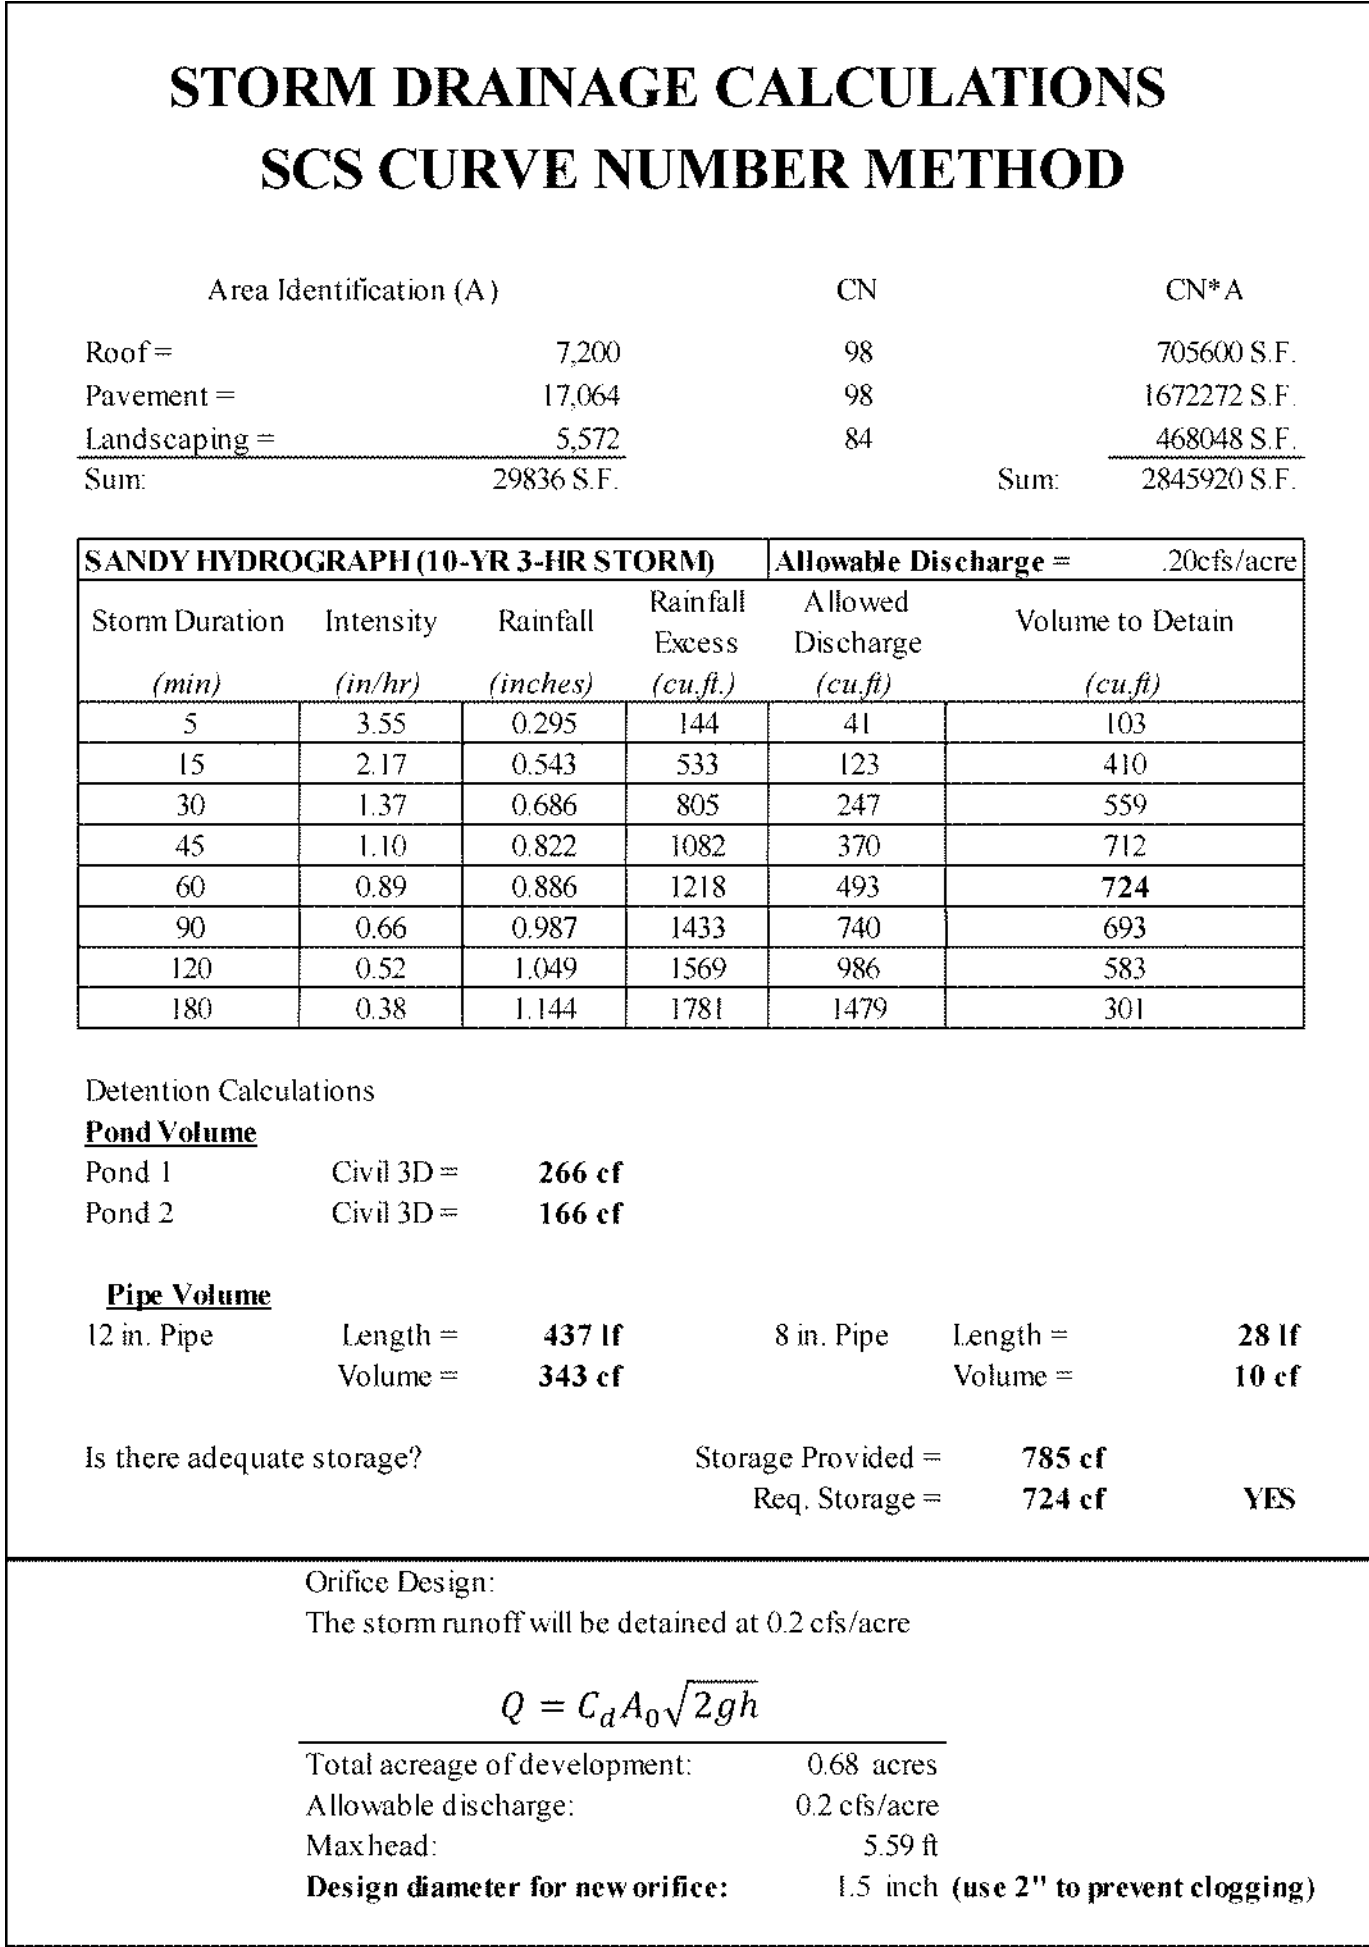 STORM DRAINAGE CALCULATIONS
SCS CURVE NUMBER METHOD
Area Identification (A) CN CN*A
Roof = 7,200 98 705600 S.F.
Pavement = 17,064 98 1672272 S.F.
Landscaping = 5,572 84 468048 S.F.
Sum: 29836 S.F. Sum: 2845920 S.F.
SANDY HYDROGRAPH (10-YR 3-HR STORM) Allowable Discharge = .20cfs/acre
Storm Duration Intensity Rainfall Rainfall Excess Allowed Discharge Volume to Detain
(min) (in/hr) (inches) (cu.ft.) (cu.ft) (cu.ft)
5 3.55 0.295 144 41 103
15 2.17 0.543 533 123 410
30 1.37 0.686 805 247 559
45 1.10 0.822 1082 370 712
60 0.89 0.886 1218 493 724
90 0.66 0.987 1433 740 693
120 0.52 1.049 1569 986 583
180 0.38 1.144 1781 1479 301
Detention Calculations
Pond Volume
Pond 1 Civil 3D = 266 cf
Pond 2 Civil 3D = 166 cf
Pipe Volume
12 in. Pipe Length = 437 lf 8 in. Pipe Length = 28 lf
Volume = 343 cf Volume = 10 cf
Is there adequate storage? Storage Provided = 785 cf
Req. Storage = 724 cf YES
Orifice Design:
The storm runoff will be detained at 0.2 cfs/acre
Q = C_d A_0 √2gh
Total acreage of development: 0.68 acres
Allowable discharge: 0.2 cfs/acre
Max head: 5.59 ft
Design diameter for new orifice: 1.5 inch (use 2" to prevent clogging)